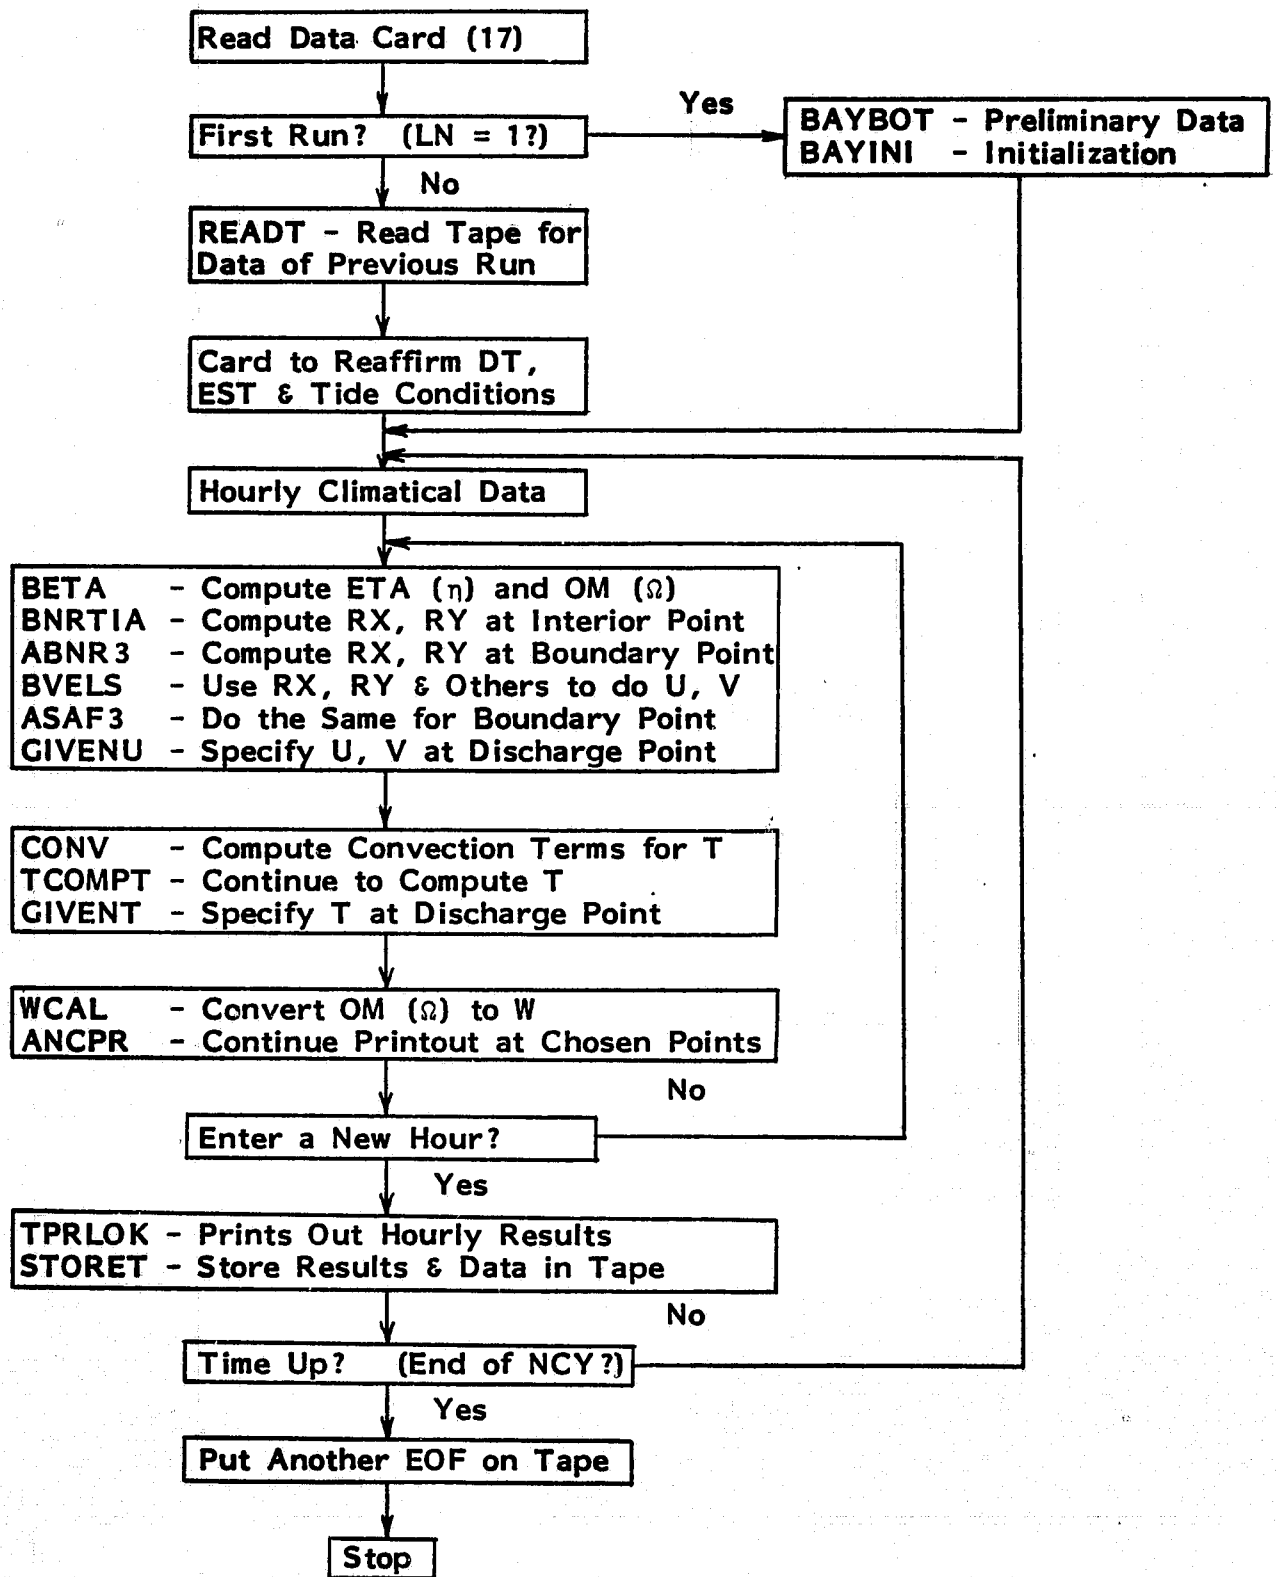 Read Data Card (17)
Yes
First Run? (LN = 1?)
BAYBOT - Preliminary Data
BAYINI - Initialization
No
READT - Read Tape for
Data of Previous Run
Card to Reaffirm DT,
EST & Tide Conditions
Hourly Climatical Data
BETA - Compute ETA (η) and OM (Ω)
BNRTIA - Compute RX, RY at Interior Point
ABNR3 - Compute RX, RY at Boundary Point
BVELS - Use RX, RY & Others to do U, V
ASAF3 - Do the Same for Boundary Point
GIVENU - Specify U, V at Discharge Point
CONV - Compute Convection Terms for T
TCOMPT - Continue to Compute T
GIVENT - Specify T at Discharge Point
WCAL - Convert OM (Ω) to W
ANCPR - Continue Printout at Chosen Points
No
Enter a New Hour?
Yes
TPRLOK - Prints Out Hourly Results
STORET - Store Results & Data in Tape
No
Time Up? (End of NCY?)
Yes
Put Another EOF on Tape
Stop